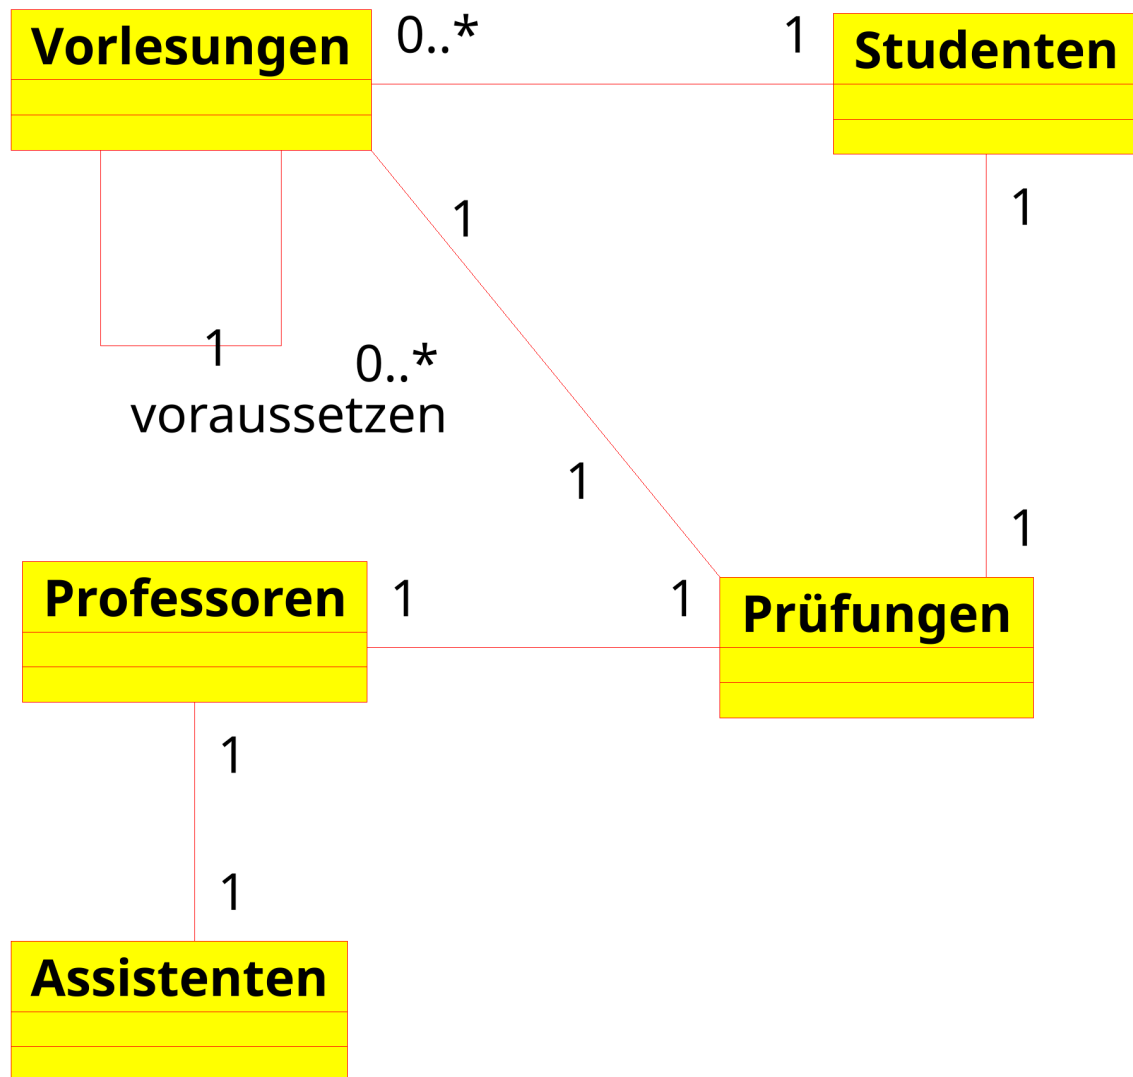 Vorlesungen
0..*
1
Studenten
1
1
1
0..*
voraussetzen
1
1
Professoren
1
1
Prüfungen
1
1
Assistenten